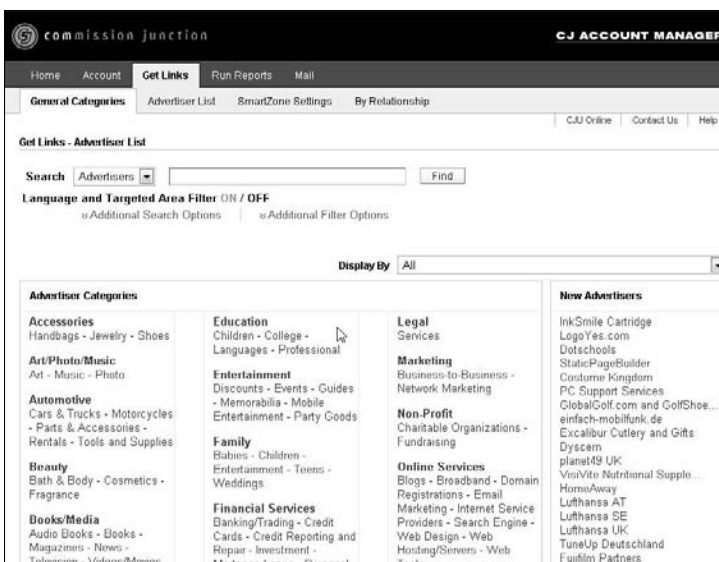 commission junction
CJ ACCOUNT MANAGER
Home Account Get Links Run Reports Mail
General Categories Advertiser List SmartZone Settings By Relationship
CJU Online Contact Us Help
Get Links - Advertiser List
Search Advertisers Find
Language and Targeted Area Filter ON / OFF
Additional Search Options Additional Filter Options
Display By All
Advertiser Categories
Accessories
Handbags - Jewelry - Shoes
Art/Photo/Music
Art - Music - Photo
Automotive
Cars & Trucks - Motorcycles
- Parts & Accessories -
Rentals - Tools and Supplies
Beauty
Bath & Body - Cosmetics -
Fragrance
Books/Media
Audio Books - Books -
Magazines - News -
Television - Videos/Movies
Education
Children - College -
Languages - Professional
Entertainment
Discounts - Events - Guides
- Memorabilia - Mobile
Entertainment - Party Goods
Family
Babies - Children -
Entertainment - Teens -
Weddings
Financial Services
Banking/Trading - Credit
Cards - Credit Reporting and
Repair - Investment -
Mortgage Loans - Personal
Legal
Services
Marketing
Business-to-Business -
Network Marketing
Non-Profit
Charitable Organizations -
Fundraising
Online Services
Blogs - Broadband - Domain
Registrations - Email
Marketing - Internet Service
Providers - Search Engine -
Web Design - Web
Hosting/Servers - Web
Tools
New Advertisers
InkSmile Cartridge
LogoYes.com
Dotschools
StaticPageBuilder
Costume Kingdom
PC Support Services
GlobalGolf.com and GolfShoe...
einfach-mobilfunk.de
Excalibur Cutlery and Gifts
Dyscern
planet49 UK
VisiVite Nutritional Supple...
HomeAway
Lufthansa AT
Lufthansa SE
Lufthansa UK
TuneUp Deutschland
Fujifilm Partners